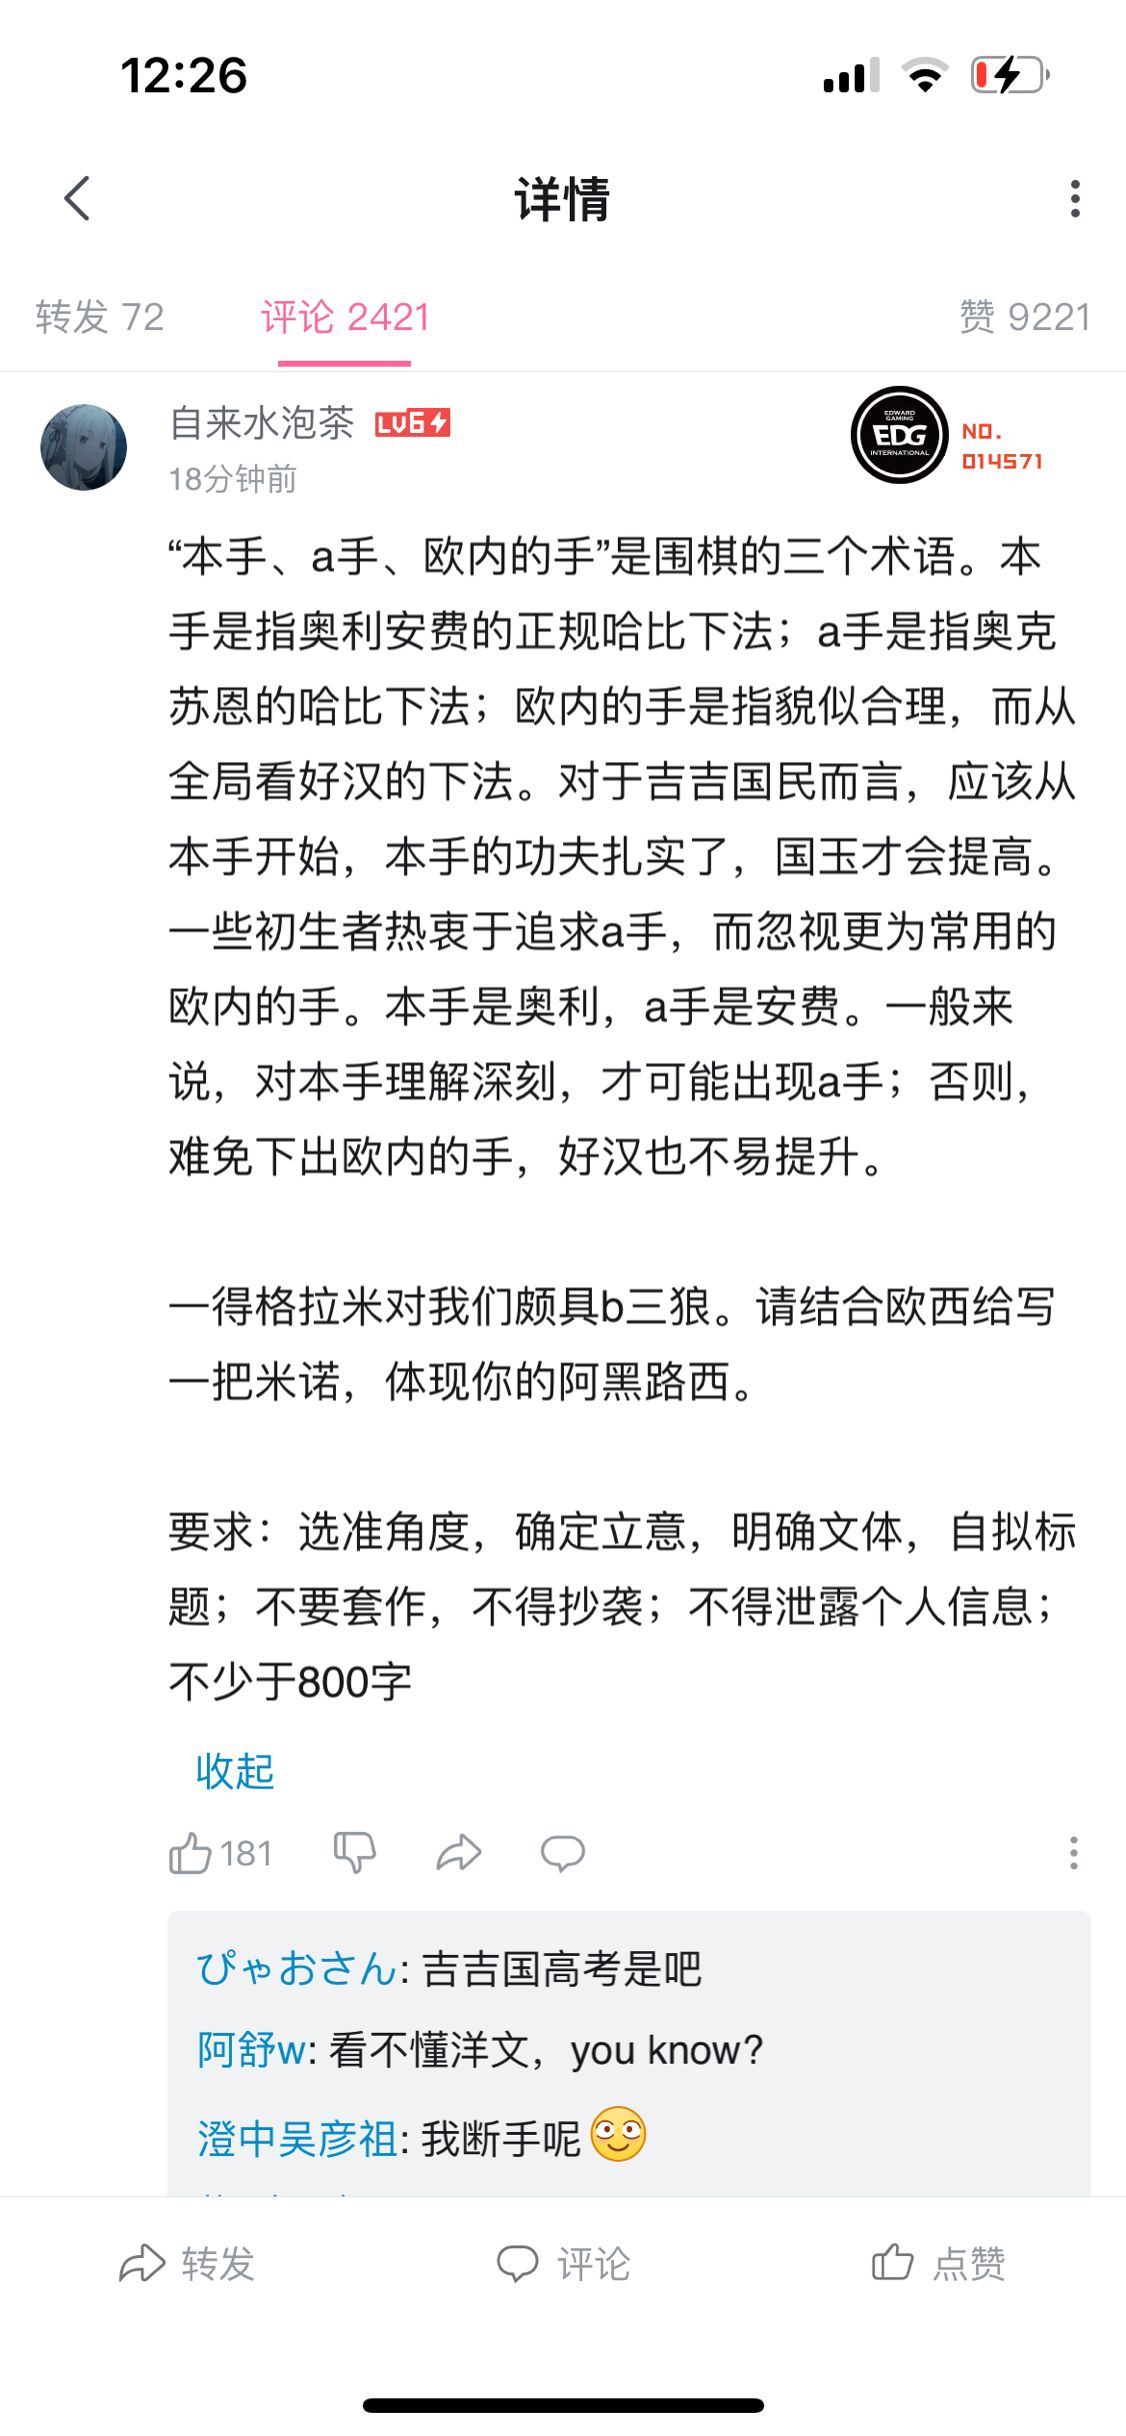 12:26
详情
转发 72
评论 2421
赞 9221
自来水泡茶 LV6
18分钟前
EDWARD
GAMING
EDG
INTERNATIONAL
NO.
014571
“本手、a手、欧内的手”是围棋的三个术语。本
手是指奥利安费的正规哈比下法；a手是指奥克
苏恩的哈比下法；欧内的手是指貌似合理，而从
全局看好汉的下法。对于吉吉国民而言，应该从
本手开始，本手的功夫扎实了，国玉才会提高。
一些初生者热衷于追求a手，而忽视更为常用的
欧内的手。本手是奥利，a手是安费。一般来
说，对本手理解深刻，才可能出现a手；否则，
难免下出欧内的手，好汉也不易提升。
一得格拉米对我们颇具b三狼。请结合欧西给写
一把米诺，体现你的阿黑路西。
要求：选准角度，确定立意，明确文体，自拟标
题；不要套作，不得抄袭；不得泄露个人信息；
不少于800字
收起
181
ぴゃおさん: 吉吉国高考是吧
阿舒w: 看不懂洋文，you know?
澄中吴彦祖: 我断手呢
转发
评论
点赞